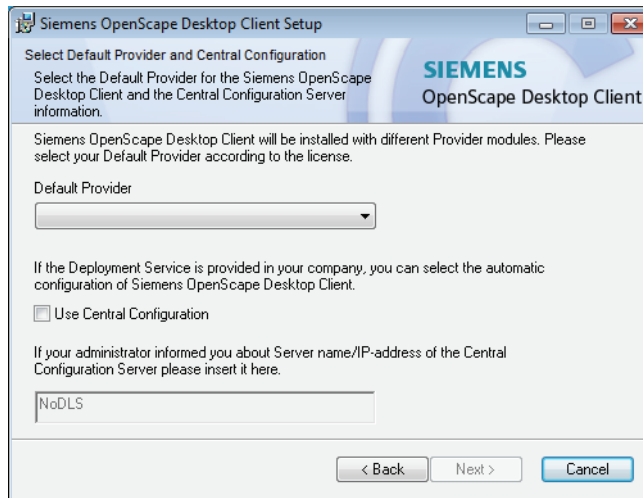 Siemens OpenScape Desktop Client Setup
Select Default Provider and Central Configuration
Select the Default Provider for the Siemens OpenScape
Desktop Client and the Central Configuration Server
information.
SIEMENS
OpenScape Desktop Client
Siemens OpenScape Desktop Client will be installed with different Provider modules. Please
select your Default Provider according to the license.
Default Provider
If the Deployment Service is provided in your company, you can select the automatic
configuration of Siemens OpenScape Desktop Client.
Use Central Configuration
If your administrator informed you about Server name/IP-address of the Central
Configuration Server please insert it here.
NoDLS
< Back Next > Cancel